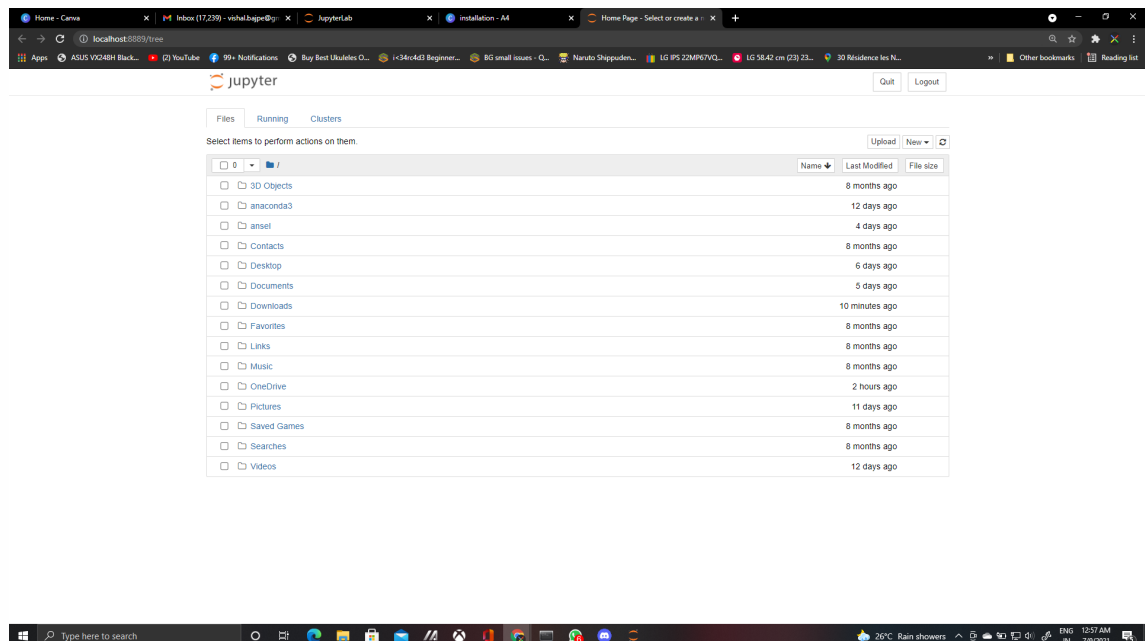 Home - Canva
Inbox (17,239) - vishal.bajpe@gm
JupyterLab
installation - A4
Home Page - Select or create a n
localhost:8889/tree
Apps
ASUS VX248H Black...
(2) YouTube
99+ Notifications
Buy Best Ukuleles O...
i<34rc4d3 Beginner...
BG small issues - Q...
Naruto Shippuden...
LG IPS 22MP67VQ...
LG 58.42 cm (23) 23...
30 Résidence les N...
»
Other bookmarks
Reading list
jupyter
Quit
Logout
Files
Running
Clusters
Select items to perform actions on them.
Upload
New
0
/
Name
Last Modified
File size
3D Objects 8 months ago
anaconda3 12 days ago
ansel 4 days ago
Contacts 8 months ago
Desktop 6 days ago
Documents 5 days ago
Downloads 10 minutes ago
Favorites 8 months ago
Links 8 months ago
Music 8 months ago
OneDrive 2 hours ago
Pictures 11 days ago
Saved Games 8 months ago
Searches 8 months ago
Videos 12 days ago
Type here to search
26°C Rain showers
ENG
IN
12:57 AM
7/9/2021